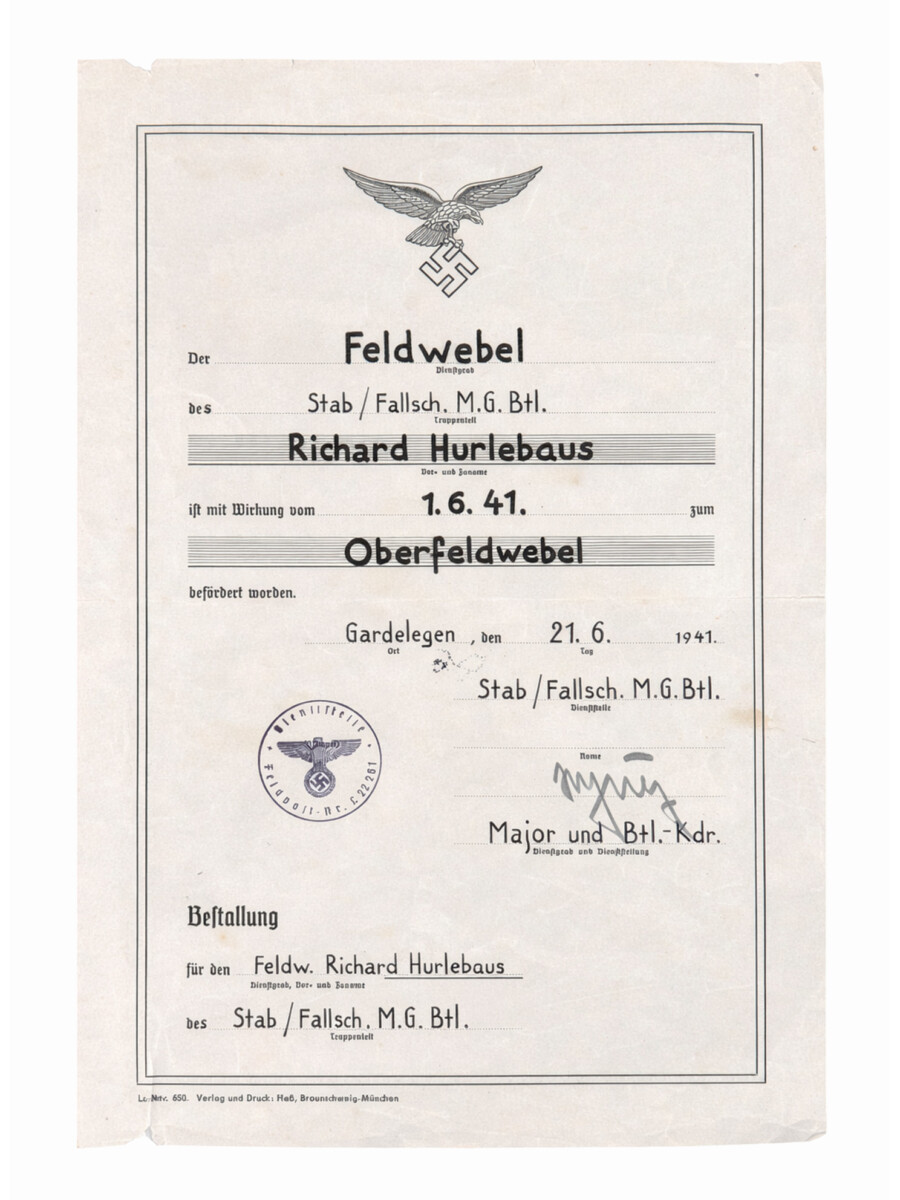 Der Feldwebel
Dienstgrad
des Stab / Fallsch. M.G. Btl.
Truppenteil
Richard Hurlebaus
Vor- und Zuname
ist mit Wirkung vom 1.6.41. zum
Oberfeldwebel
befördert worden.
Gardelegen, den 21.6. 1941.
Ort Tag
Stab / Fallsch. M.G. Btl.
Dienststelle
Name
Major und Btl.-Kdr.
Dienstgrad und Dienststellung
Dienststelle
Feldpost-Nr. L 22261
Bestallung
für den Feldw. Richard Hurlebaus
Dienstgrad, Vor- und Zuname
des Stab / Fallsch. M.G. Btl.
Truppenteil
650. Verlag und Druck: Heß, Braunschweig-München